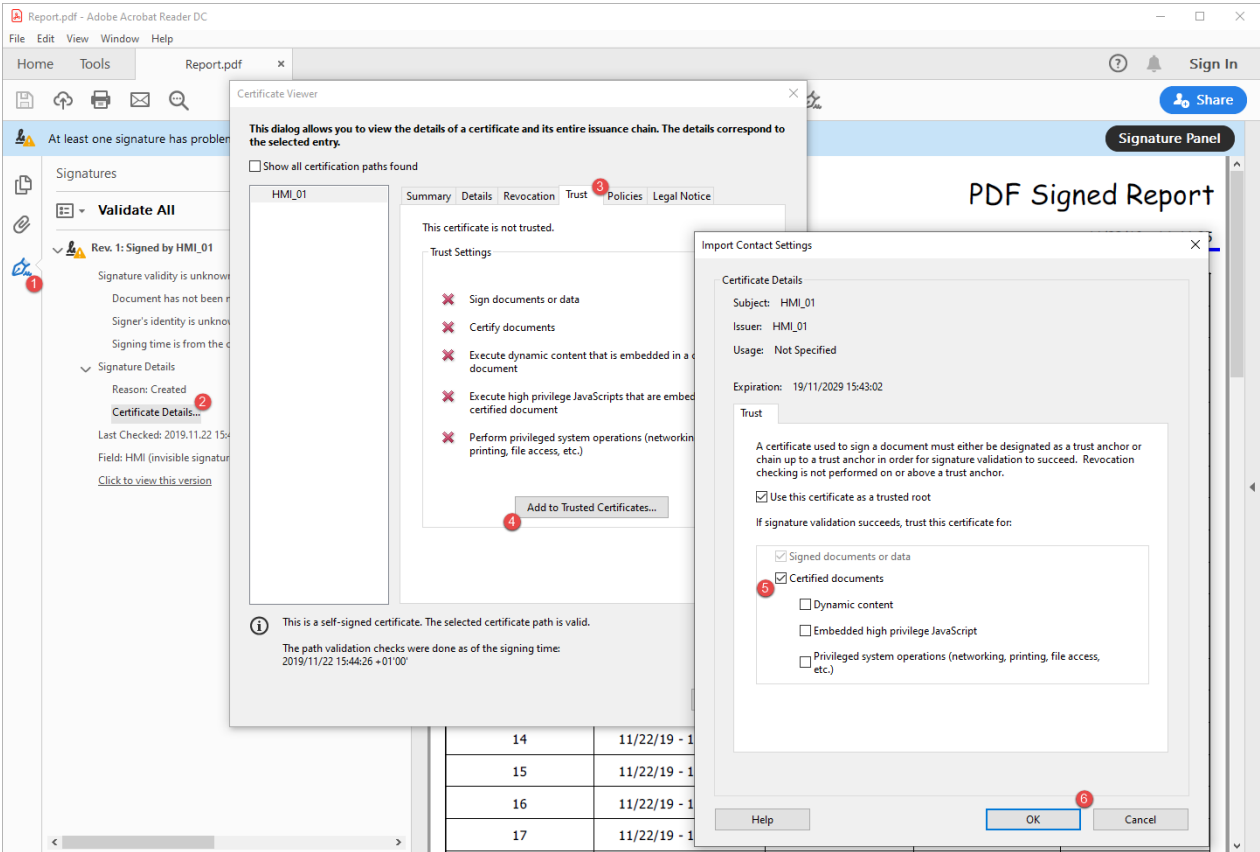 Report.pdf - Adobe Acrobat Reader DC
File Edit View Window Help
Home Tools Report.pdf × Sign In
Share
At least one signature has problem
Signature Panel
Signatures
Validate All
Rev. 1: Signed by HMI_01
Signature validity is unknown
Document has not been
Signer's identity is unknow
Signing time is from the
Signature Details
Reason: Created
Certificate Details...
Last Checked: 2019.11.22 15:4
Field: HMI (invisible signatur
Click to view this version
1
2
Certificate Viewer
This dialog allows you to view the details of a certificate and its entire issuance chain. The details correspond to
the selected entry.
Show all certification paths found
HMI_01
Summary Details Revocation Trust Policies Legal Notice
3
This certificate is not trusted.
Trust Settings
Sign documents or data
Certify documents
Execute dynamic content that is embedded in a
document
Execute high privilege JavaScripts that are embed
certified document
Perform privileged system operations (networkin
printing, file access, etc.)
Add to Trusted Certificates...
4
This is a self-signed certificate. The selected certificate path is valid.
The path validation checks were done as of the signing time:
2019/11/22 15:44:26 +01'00'
PDF Signed Report
Import Contact Settings
Certificate Details
Subject: HMI_01
Issuer: HMI_01
Usage: Not Specified
Expiration: 19/11/2029 15:43:02
Trust
A certificate used to sign a document must either be designated as a trust anchor or
chain up to a trust anchor in order for signature validation to succeed. Revocation
checking is not performed on or above a trust anchor.
Use this certificate as a trusted root
If signature validation succeeds, trust this certificate for:
Signed documents or data
Certified documents
5
Dynamic content
Embedded high privilege JavaScript
Privileged system operations (networking, printing, file access,
etc.)
6
Help OK Cancel
14 11/22/19 - 1
15 11/22/19 - 1
16 11/22/19 - 1
17 11/22/19 - 1